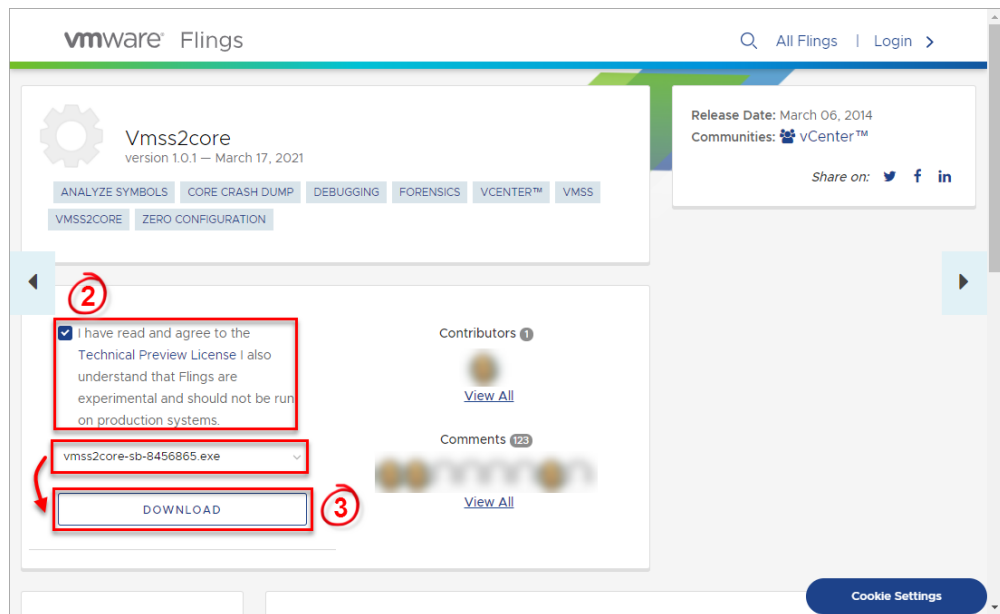 vmware® Flings
All Flings | Login
Vmss2core
version 1.0.1 — March 17, 2021
ANALYZE SYMBOLS CORE CRASH DUMP DEBUGGING FORENSICS VCENTER™ VMSS
VMSS2CORE ZERO CONFIGURATION
Release Date: March 06, 2014
Communities: vCenter™
Share on:
2
I have read and agree to the
Technical Preview License I also
understand that Flings are
experimental and should not be run
on production systems.
vmss2core-sb-8456865.exe
DOWNLOAD
3
Contributors 1
View All
Comments 123
View All
Cookie Settings